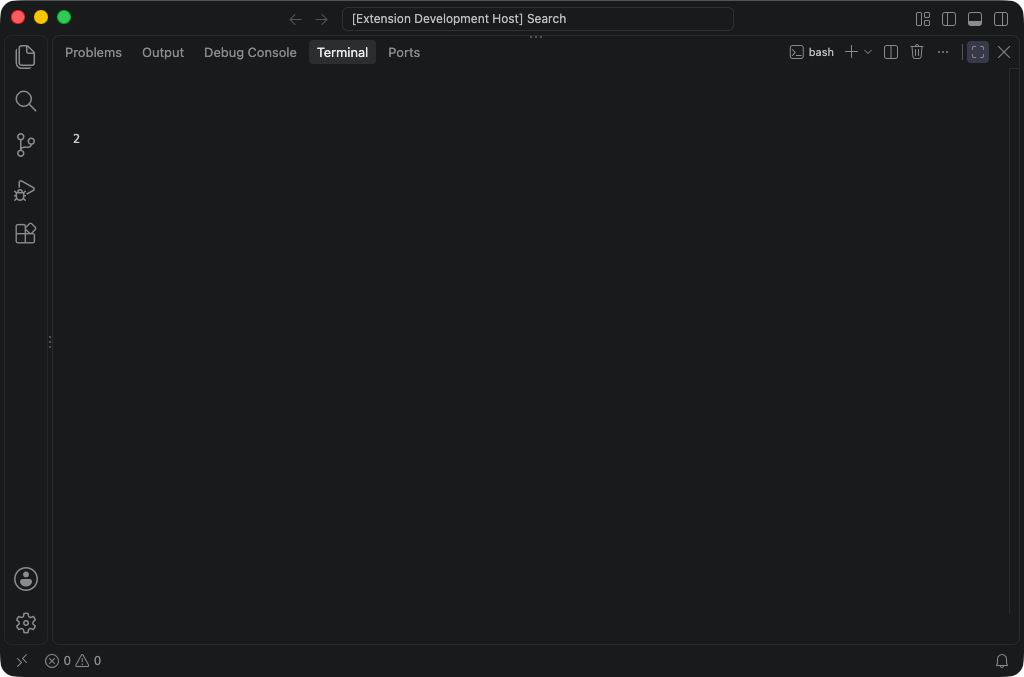 [Extension Development Host] Search
Problems Output Debug Console Terminal Ports
bash
2
0 0